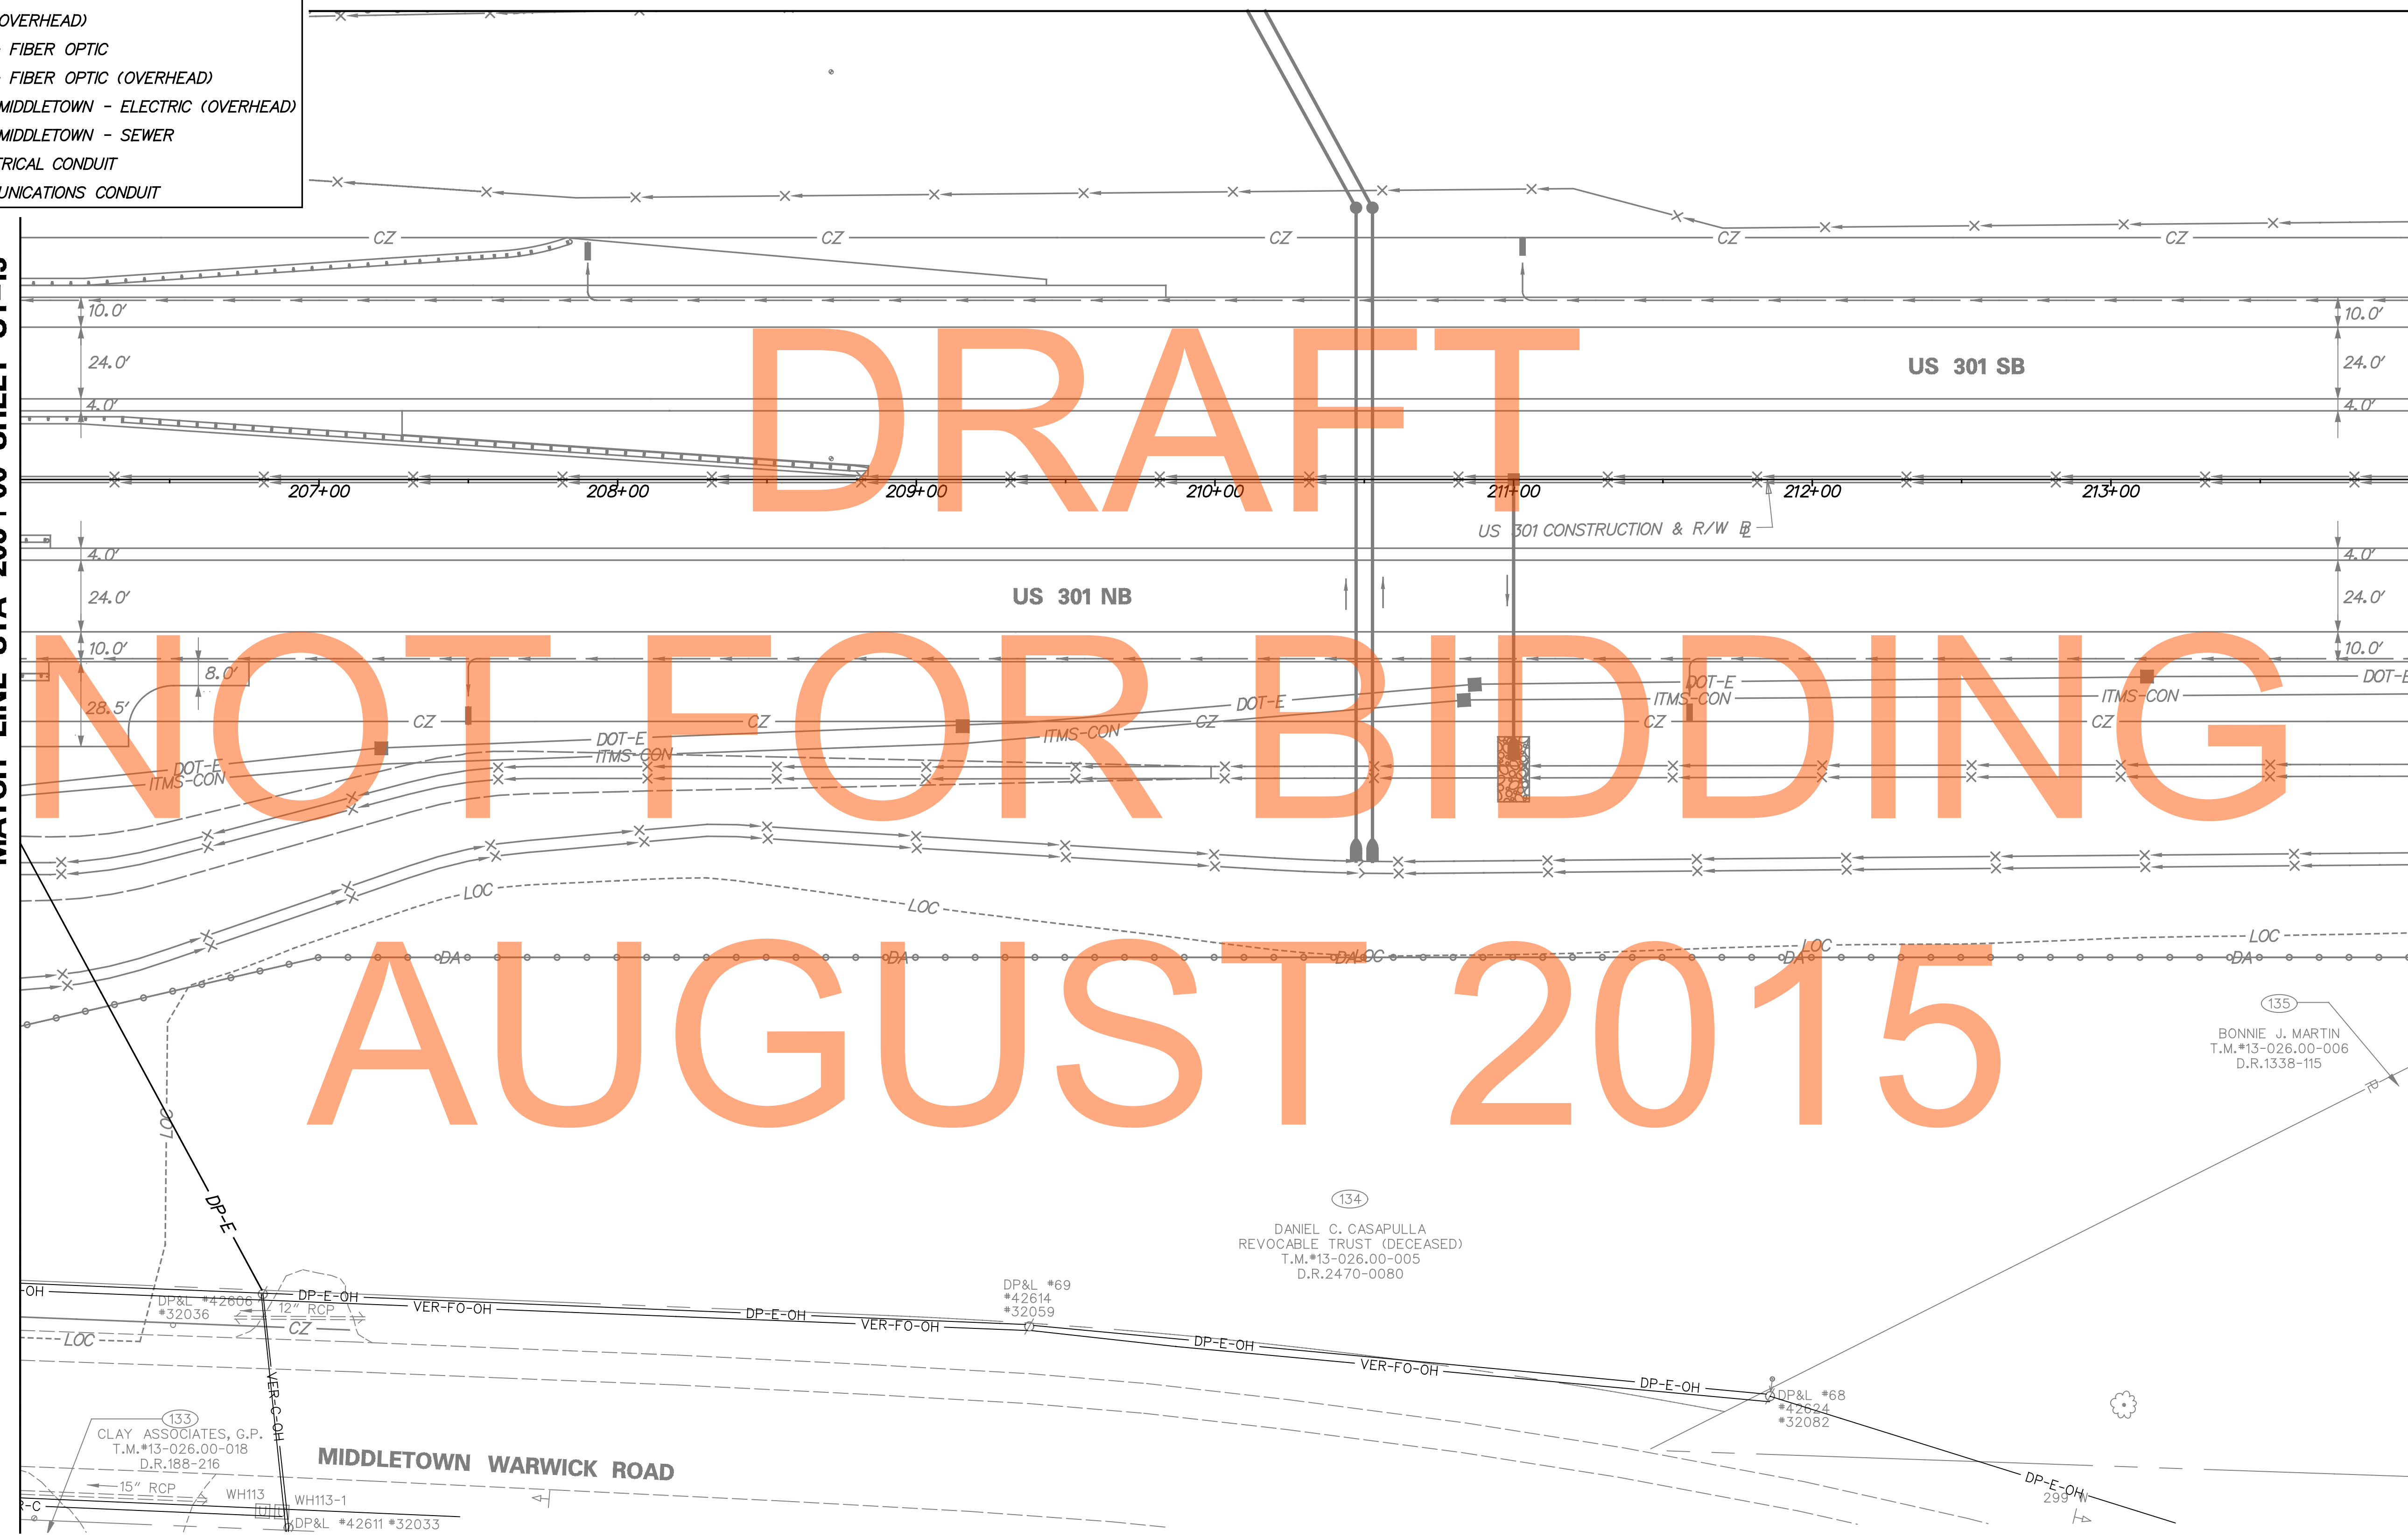 OVERHEAD)
- FIBER OPTIC
- FIBER OPTIC (OVERHEAD)
MIDDLETOWN - ELECTRIC (OVERHEAD)
MIDDLETOWN - SEWER
TRICAL CONDUIT
UNICATIONS CONDUIT
CZ CZ CZ CZ CZ
10.0' 10.0'
24.0' US 301 SB 24.0'
4.0' 4.0'
DRAFT
207+00 208+00 209+00 210+00 211+00 212+00 213+00
US 301 CONSTRUCTION & R/W BL
4.0' 4.0'
24.0' US 301 NB 24.0'
10.0' 10.0'
8.0'
28.5'
NOT FOR BIDDING
DOT-E DOT-E DOT-E DOT-E DOT-E
ITMS-CON ITMS-CON ITMS-CON ITMS-CON ITMS-CON
CZ CZ CZ CZ CZ
LOC LOC LOC LOC LOC
DA DA DA DA DA
AUGUST 2015
135
BONNIE J. MARTIN
T.M.#13-026.00-006
D.R.1338-115
PL
LOC
DP-E
134
DANIEL C. CASAPULLA
REVOCABLE TRUST (DECEASED)
T.M.#13-026.00-005
D.R.2470-0080
-OH
DP&L #42606
#32036
12" RCP
CZ
LOC
DP-E-OH DP-E-OH DP-E-OH DP-E-OH DP-E-OH
VER-FO-OH VER-FO-OH VER-FO-OH
DP&L #69
#42614
#32059
DP&L #68
#42624
#32082
VER-C-OH
133
CLAY ASSOCIATES, G.P.
T.M.#13-026.00-018
D.R.188-216
MIDDLETOWN WARWICK ROAD
15" RCP
R-C
WH113
WH113-1
DP&L #42611 #32033
299 W